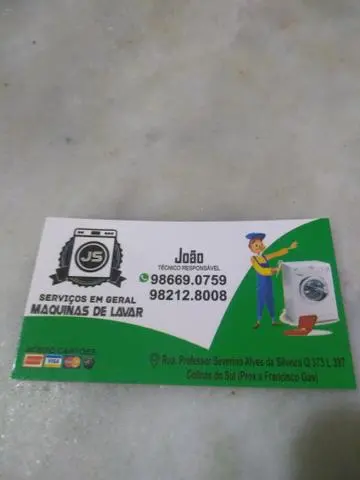 JS
SERVIÇOS EM GERAL
MAQUINAS DE LAVAR
João
TÉCNICO RESPONSÁVEL
98669.0759
98212.8008
ACEITO CARTÕES
VISA
Rua. Professor Severino Alves da Silveira Q 373 L 397
Colinas do Sul (Prox a Francisco Gás)